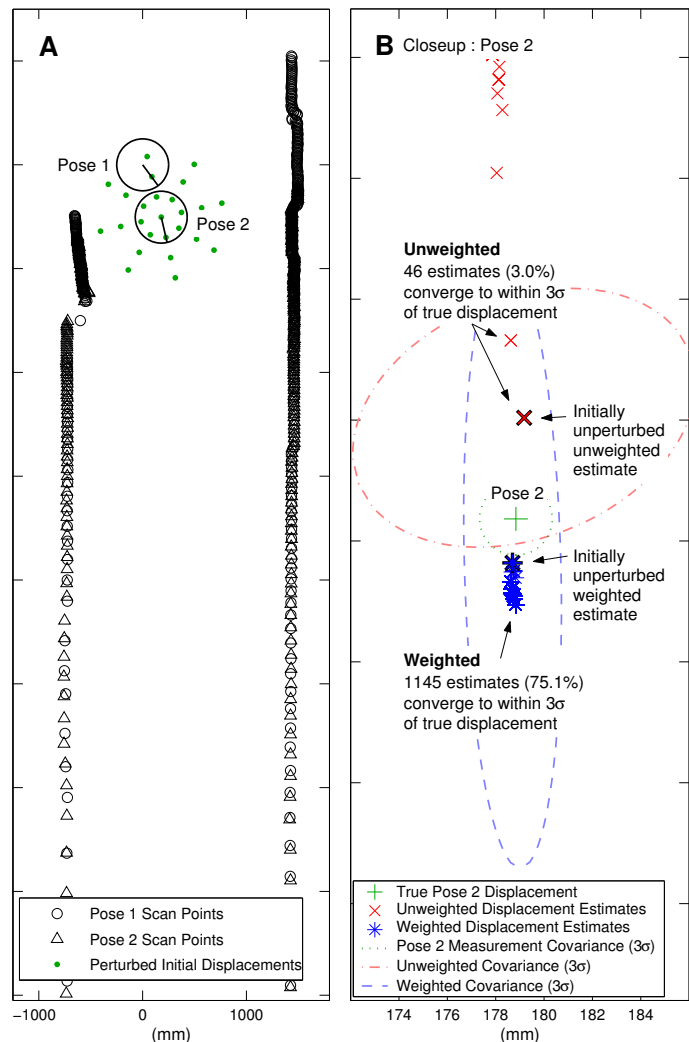 A
Pose 1
Pose 2
Pose 1 Scan Points
Pose 2 Scan Points
Perturbed Initial Displacements
−1000
0
1000
(mm)
B
Closeup : Pose 2
Unweighted
46 estimates (3.0%)
converge to within 3σ
of true displacement
Initially
unperturbed
unweighted
estimate
Pose 2
Initially
unperturbed
weighted
estimate
Weighted
1145 estimates (75.1%)
converge to within 3σ
of true displacement
True Pose 2 Displacement
Unweighted Displacement Estimates
Weighted Displacement Estimates
Pose 2 Measurement Covariance (3σ)
Unweighted Covariance (3σ)
Weighted Covariance (3σ)
174
176
178
180
182
184
(mm)